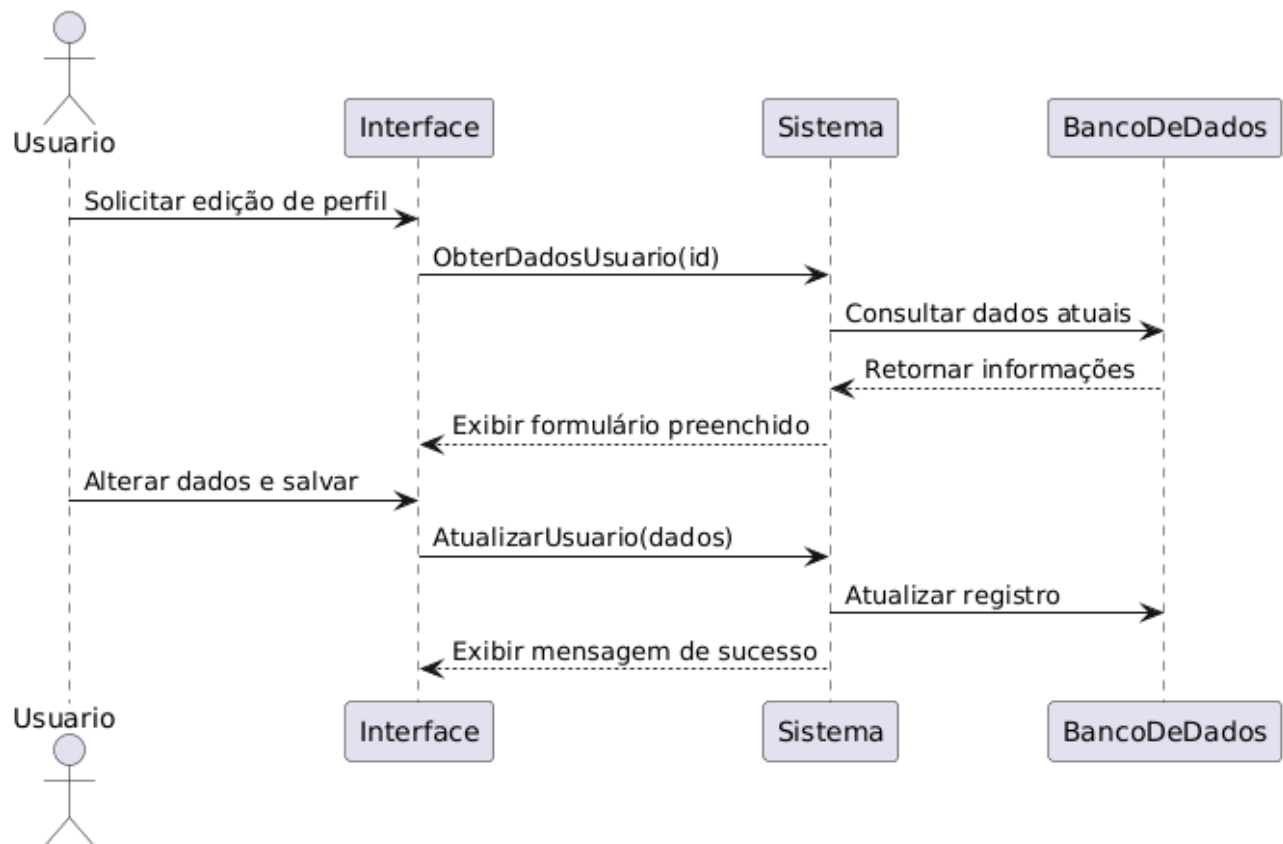 Usuario
Interface
Sistema
BancoDeDados
Solicitar edição de perfil
ObterDadosUsuario(id)
Consultar dados atuais
Retornar informações
Exibir formulário preenchido
Alterar dados e salvar
AtualizarUsuario(dados)
Atualizar registro
Exibir mensagem de sucesso
Usuario
Interface
Sistema
BancoDeDados